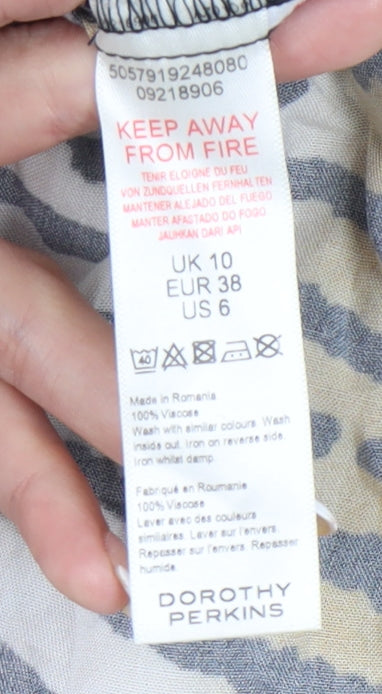 5057919248080
09218906
KEEP AWAY
FROM FIRE
TENIR ELOIGNE DU FEU
VON ZUNDQUELLEN FERNHALTEN
MANTENER ALEJADO DEL FUEGO
MANTER AFASTADO DO FOGO
JAUHKAN DARI API
UK 10
EUR 38
US 6
40
Made in Romania
100% Viscose
Wash with similar colours. Wash
inside out. Iron on reverse side.
Iron whilst damp.
Fabriqué en Roumanie
100% Viscose
Laver avec des couleurs
similaires. Laver sur l'envers.
Repasser sur l'envers. Repasser
humide.
DOROTHY
PERKINS